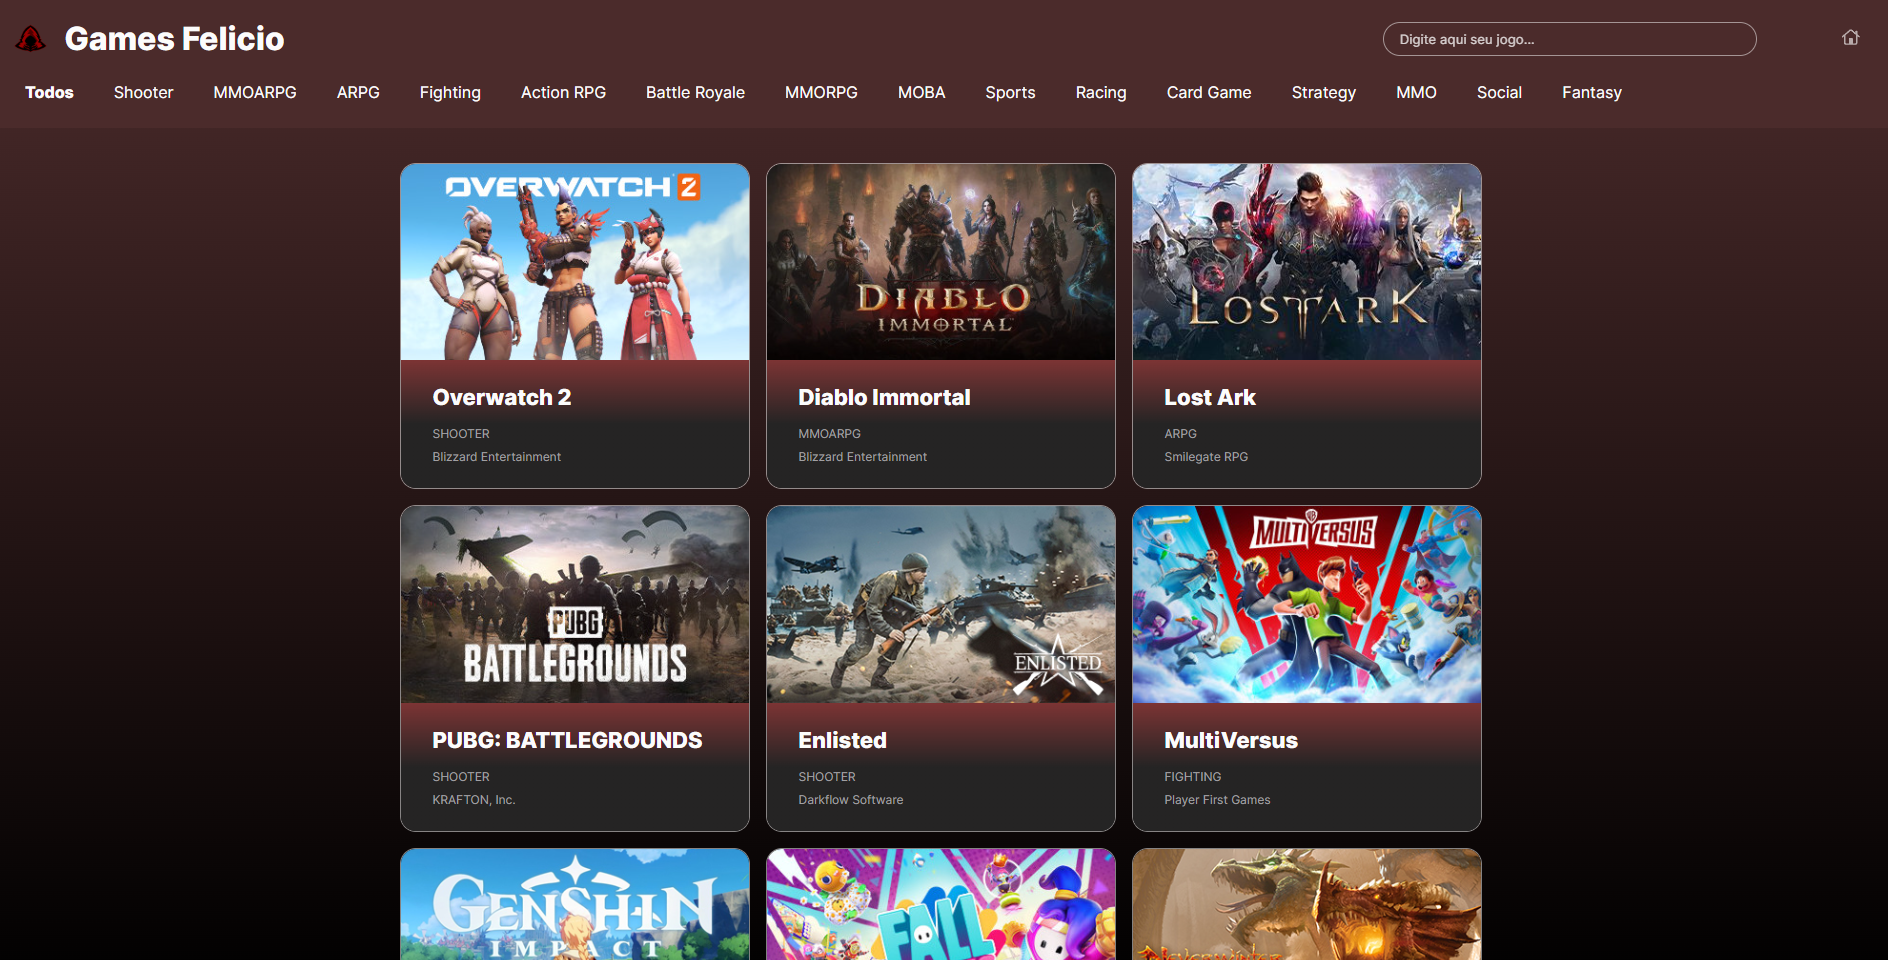 Games Felicio
Digite aqui seu jogo...
Todos Shooter MMOARPG ARPG Fighting Action RPG Battle Royale MMORPG MOBA Sports Racing Card Game Strategy MMO Social Fantasy
OVERWATCH 2
DIABLO
IMMORTAL
LOST ARK
Overwatch 2
SHOOTER
Blizzard Entertainment
Diablo Immortal
MMOARPG
Blizzard Entertainment
Lost Ark
ARPG
Smilegate RPG
PUBG
BATTLEGROUNDS
ENLISTED
MULTIVERSUS
PUBG: BATTLEGROUNDS
SHOOTER
KRAFTON, Inc.
Enlisted
SHOOTER
Darkflow Software
MultiVersus
FIGHTING
Player First Games
GENSHIN
IMPACT
FALL
Neverwinter